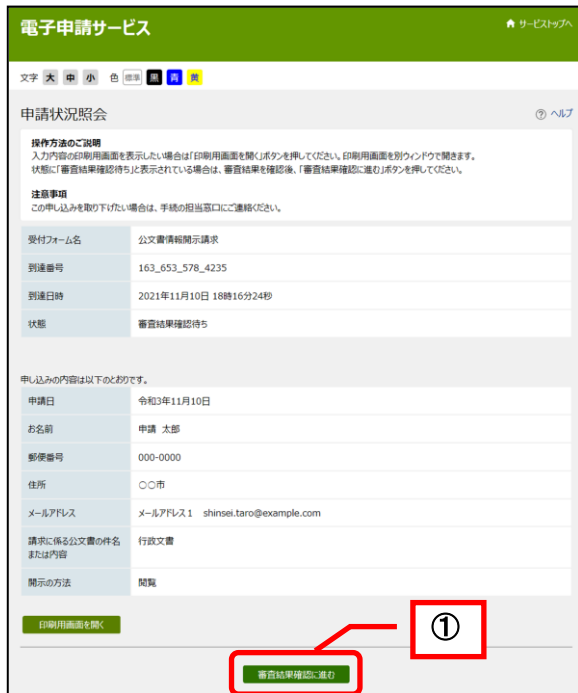 電子申請サービス
サービストップへ
文字 大 中 小 色 標準 黒 青 黄
申請状況照会
ヘルプ
操作方法のご説明
入力内容の印刷用画面を表示したい場合は「印刷用画面を開く」ボタンを押してください。印刷用画面を別ウィンドウで開きます。
状態に「審査結果確認待ち」と表示されている場合は、審査結果を確認後、「審査結果確認に進む」ボタンを押してください。
注意事項
この申し込みを取り下げたい場合は、手続の担当窓口にご連絡ください。
受付フォーム名 公文書情報開示請求
到達番号 163_653_578_4235
到達日時 2021年11月10日 18時16分24秒
状態 審査結果確認待ち
申し込みの内容は以下のとおりです。
申請日 令和3年11月10日
お名前 申請 太郎
郵便番号 000-0000
住所 〇〇市
メールアドレス メールアドレス1 shinsei.taro@example.com
請求に係る公文書の件名 行政文書
または内容
開示の方法 閲覧
印刷用画面を開く
①
審査結果確認に進む